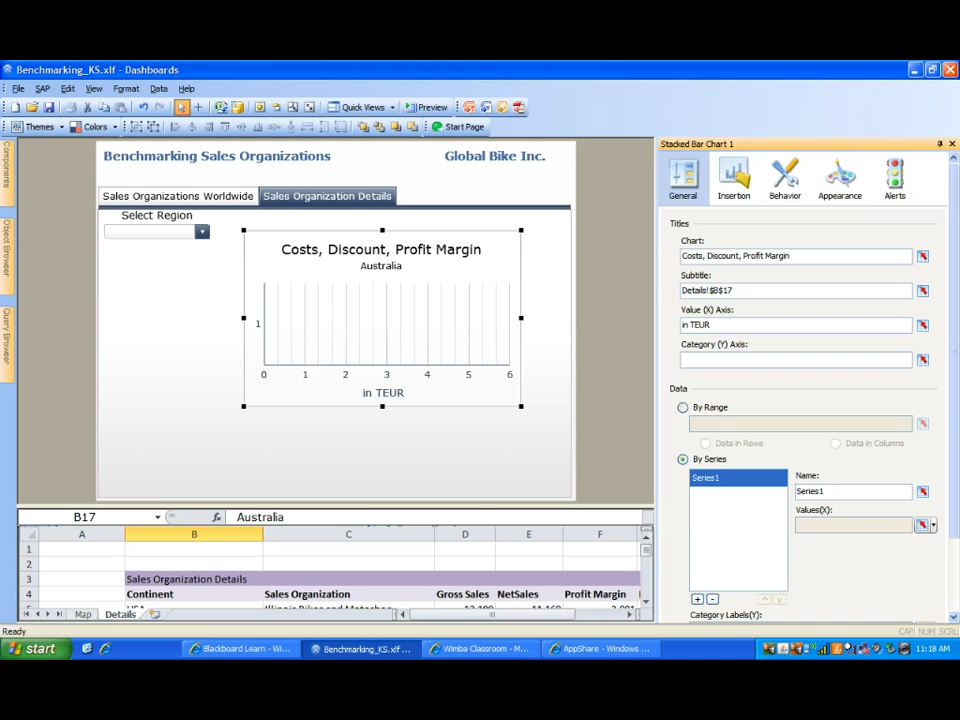 Benchmarking_KS.xlf - Dashboards
File SAP Edit View Format Data Help
Quick Views Preview
Themes Colors Start Page
Components
Object Browser
Query Browser
Benchmarking Sales Organizations Global Bike Inc.
Sales Organizations Worldwide Sales Organization Details
Select Region
Costs, Discount, Profit Margin
Australia
1
0 1 2 3 4 5 6
in TEUR
Stacked Bar Chart 1
General Insertion Behavior Appearance Alerts
Titles
Chart:
Costs, Discount, Profit Margin
Subtitle:
Details!$B$17
Value (X) Axis:
in TEUR
Category (Y) Axis:
Data
By Range
Data in Rows Data in Columns
By Series
Series1
Name:
Series1
Values(X):
+ -
Category Labels(Y):
B17 fx Australia
A B C D E F
1
2
3 Sales Organization Details
4 Continent Sales Organization Gross Sales NetSales Profit Margin
Map Details
Ready CAP NUM SCRL
start Blackboard Learn - Wi... Benchmarking_KS.xlf ... Wimba Classroom - M... AppShare - Windows ... 11:18 AM